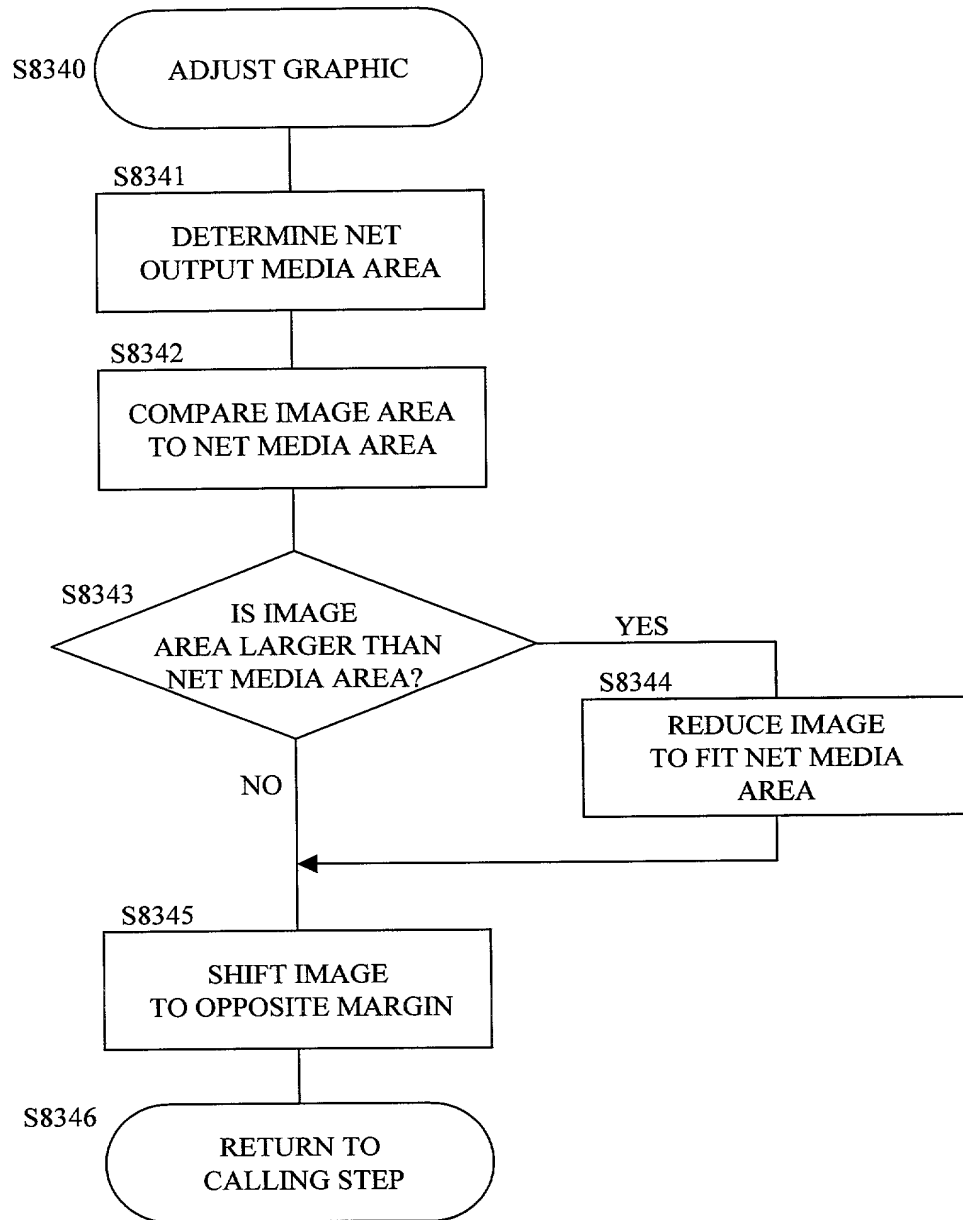 S8340
ADJUST GRAPHIC
S8341
DETERMINE NET
OUTPUT MEDIA AREA
S8342
COMPARE IMAGE AREA
TO NET MEDIA AREA
S8343
IS IMAGE
AREA LARGER THAN
NET MEDIA AREA?
YES
S8344
REDUCE IMAGE
TO FIT NET MEDIA
AREA
NO
S8345
SHIFT IMAGE
TO OPPOSITE MARGIN
S8346
RETURN TO
CALLING STEP